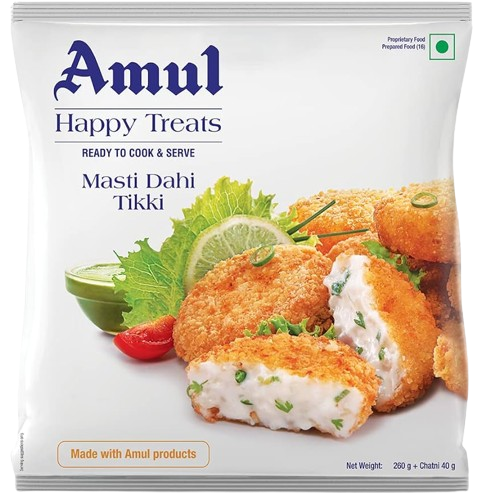 Proprietary Food
Prepared Food (16)
Amul
Happy Treats
READY TO COOK & SERVE
Masti Dahi
Tikki
Made with Amul products
Net Weight: 260 g + Chatni 40 g